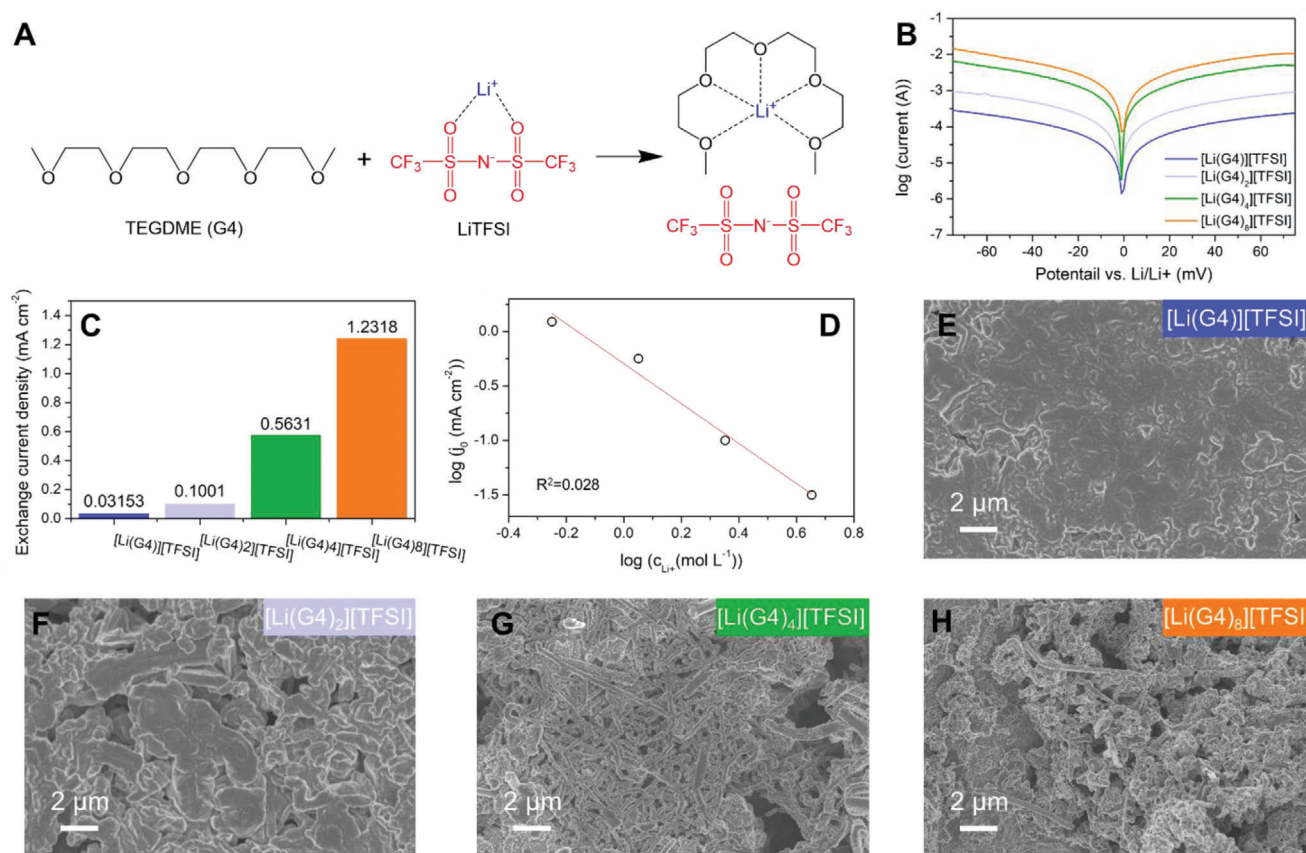 A
Li+
O O
CF3 S N- S CF3
O O
O O O O O
+
TEGDME (G4)
LiTFSI
O
O O
Li+
O O
O O
CF3 S N- S CF3
O O
B
log (current (A))
-1
-2
-3
-4
-5
-6
-7
[Li(G4)][TFSI]
[Li(G4)2][TFSI]
[Li(G4)4][TFSI]
[Li(G4)8][TFSI]
-60 -40 -20 0 20 40 60
Potentail vs. Li/Li+ (mV)
C
Exchange current density (mA cm-2)
1.4
1.2
1.0
0.8
0.6
0.4
0.2
0.0
0.03153
0.1001
0.5631
1.2318
[Li(G4)][TFSI]
[Li(G4)2][TFSI]
[Li(G4)4][TFSI]
[Li(G4)8][TFSI]
D
log (j0 (mA cm-2))
0.0
-0.5
-1.0
-1.5
R2=0.028
-0.4 -0.2 0.0 0.2 0.4 0.6 0.8
log (cLi+(mol L-1))
E
[Li(G4)][TFSI]
2 μm
F
[Li(G4)2][TFSI]
2 μm
G
[Li(G4)4][TFSI]
2 μm
H
[Li(G4)8][TFSI]
2 μm